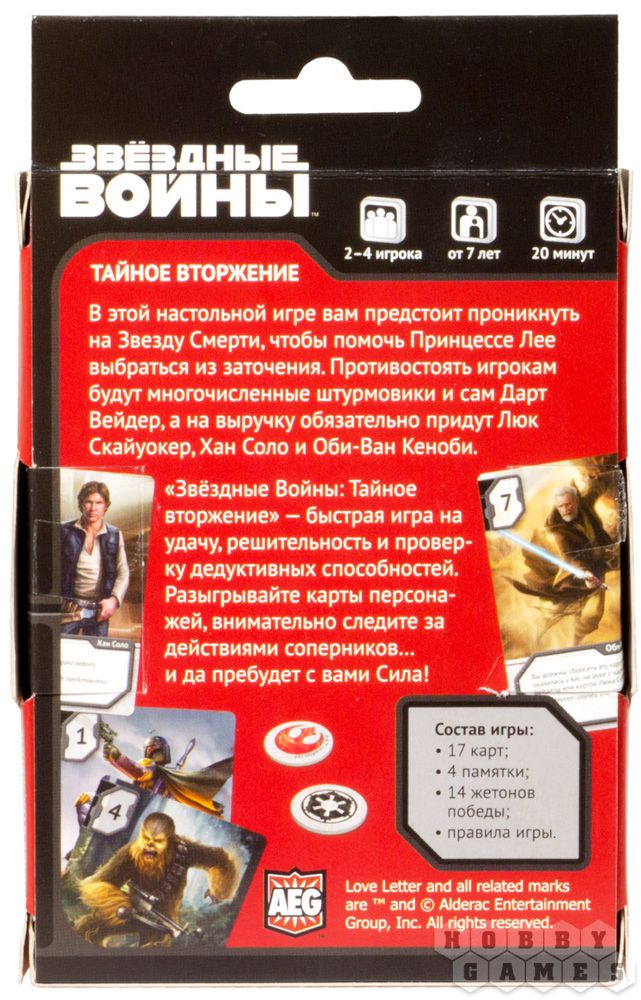 ЗВЁЗДНЫЕ
ВОЙНЫ™
2–4 игрока
от 7 лет
20 минут
ТАЙНОЕ ВТОРЖЕНИЕ
В этой настольной игре вам предстоит проникнуть
на Звезду Смерти, чтобы помочь Принцессе Лее
выбраться из заточения. Противостоять игрокам
будут многочисленные штурмовики и сам Дарт
Вейдер, а на выручку обязательно придут Люк
Скайуокер, Хан Соло и Оби-Ван Кеноби.
«Звёздные Войны: Тайное
вторжение» — быстрая игра на
удачу, решительность и провер-
ку дедуктивных способностей.
Разыгрывайте карты персона-
жей, внимательно следите за
действиями соперников...
и да пребудет с вами Сила!
Хан Соло
7
Вы должны сбросить эту
1
4
Состав игры:
• 17 карт;
• 4 памятки;
• 14 жетонов
победы;
• правила игры.
AEG
Love Letter and all related marks
are ™ and © Alderac Entertainment
Group, Inc. All rights reserved.
HOBBY
GAMES